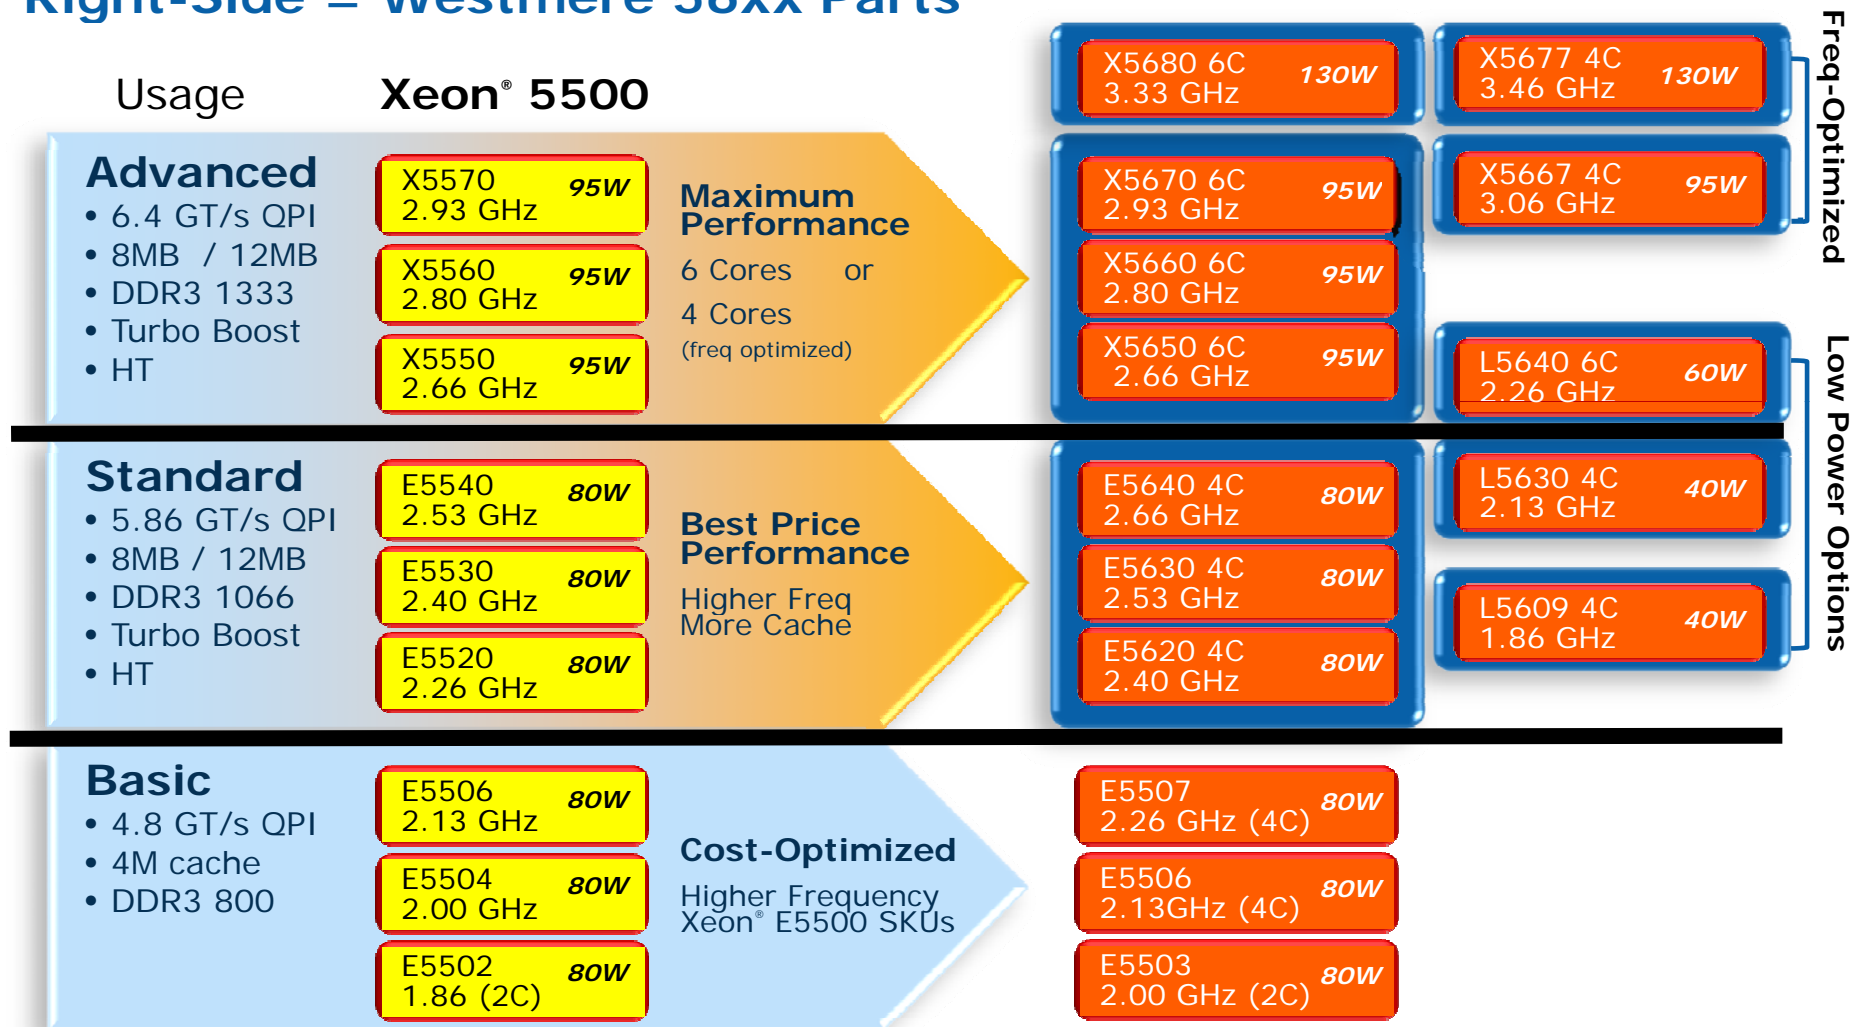 Right-Side = Westmere 56xx Parts
Usage
Xeon® 5500
Advanced
• 6.4 GT/s QPI
• 8MB / 12MB
• DDR3 1333
• Turbo Boost
• HT
X5570 95W
2.93 GHz
X5560 95W
2.80 GHz
X5550 95W
2.66 GHz
Maximum
Performance
6 Cores or
4 Cores
(freq optimized)
X5680 6C 130W
3.33 GHz
X5670 6C 95W
2.93 GHz
X5660 6C 95W
2.80 GHz
X5650 6C 95W
2.66 GHz
X5677 4C 130W
3.46 GHz
X5667 4C 95W
3.06 GHz
Freq-Optimized
L5640 6C 60W
2.26 GHz
Standard
• 5.86 GT/s QPI
• 8MB / 12MB
• DDR3 1066
• Turbo Boost
• HT
E5540 80W
2.53 GHz
E5530 80W
2.40 GHz
E5520 80W
2.26 GHz
Best Price
Performance
Higher Freq
More Cache
E5640 4C 80W
2.66 GHz
E5630 4C 80W
2.53 GHz
E5620 4C 80W
2.40 GHz
L5630 4C 40W
2.13 GHz
L5609 4C 40W
1.86 GHz
Low Power Options
Basic
• 4.8 GT/s QPI
• 4M cache
• DDR3 800
E5506 80W
2.13 GHz
E5504 80W
2.00 GHz
E5502 80W
1.86 (2C)
Cost-Optimized
Higher Frequency
Xeon® E5500 SKUs
E5507 80W
2.26 GHz (4C)
E5506 80W
2.13GHz (4C)
E5503 80W
2.00 GHz (2C)